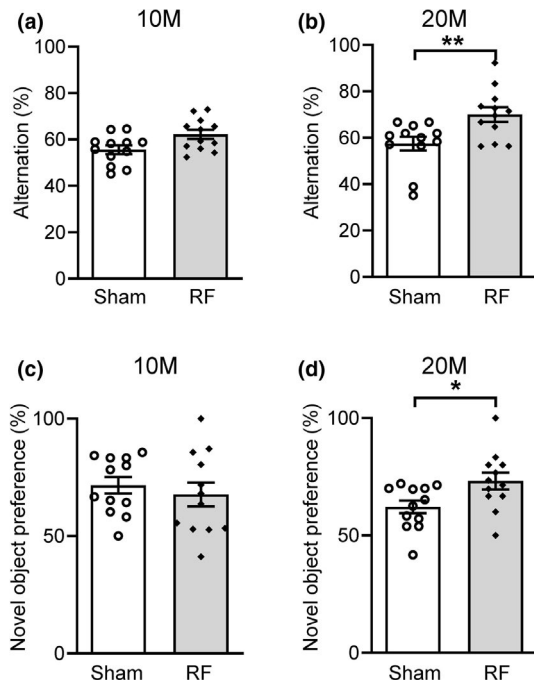 (a) 10M
Alternation (%)
100
80
60
40
20
0
Sham RF
(b) 20M
Alternation (%)
100
80
60
40
20
0
**
Sham RF
(c) 10M
Novel object preference (%)
100
50
0
Sham RF
(d) 20M
Novel object preference (%)
100
50
0
*
Sham RF